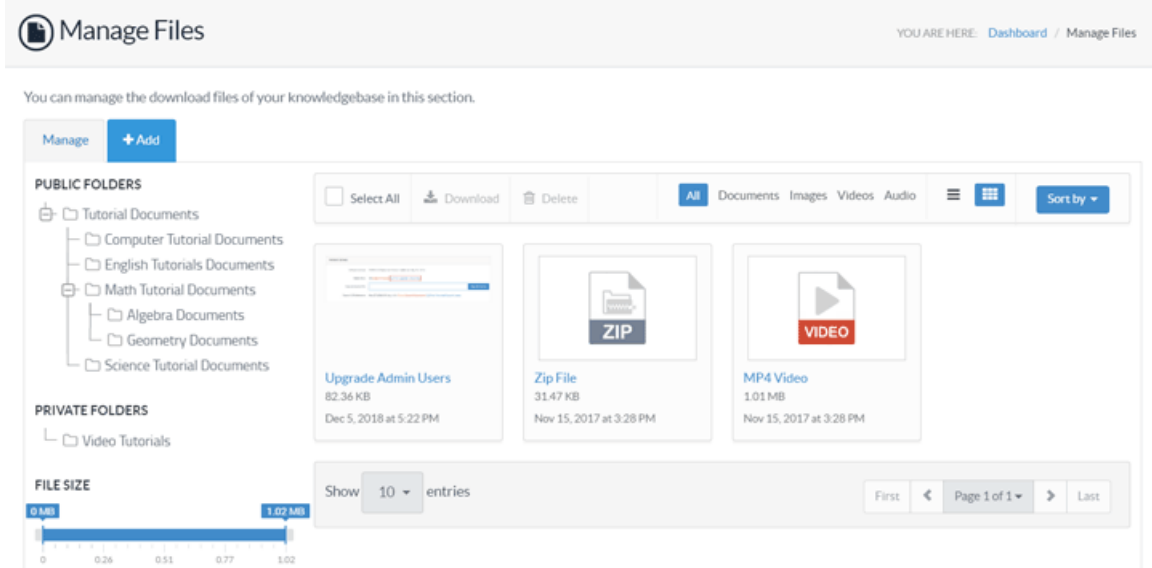 Manage Files
YOU ARE HERE: Dashboard / Manage Files
You can manage the download files of your knowledgebase in this section.
Manage
+ Add
PUBLIC FOLDERS
Tutorial Documents
Computer Tutorial Documents
English Tutorials Documents
Math Tutorial Documents
Algebra Documents
Geometry Documents
Science Tutorial Documents
PRIVATE FOLDERS
Video Tutorials
FILE SIZE
0 MB 1.02 MB
0 0.26 0.51 0.77 1.02
Select All Download Delete All Documents Images Videos Audio Sort by
ZIP
VIDEO
Upgrade Admin Users
82.36 KB
Dec 5, 2018 at 5:22 PM
Zip File
31.47 KB
Nov 15, 2017 at 3:28 PM
MP4 Video
1.01 MB
Nov 15, 2017 at 3:28 PM
Show 10 entries
First Page 1 of 1 Last